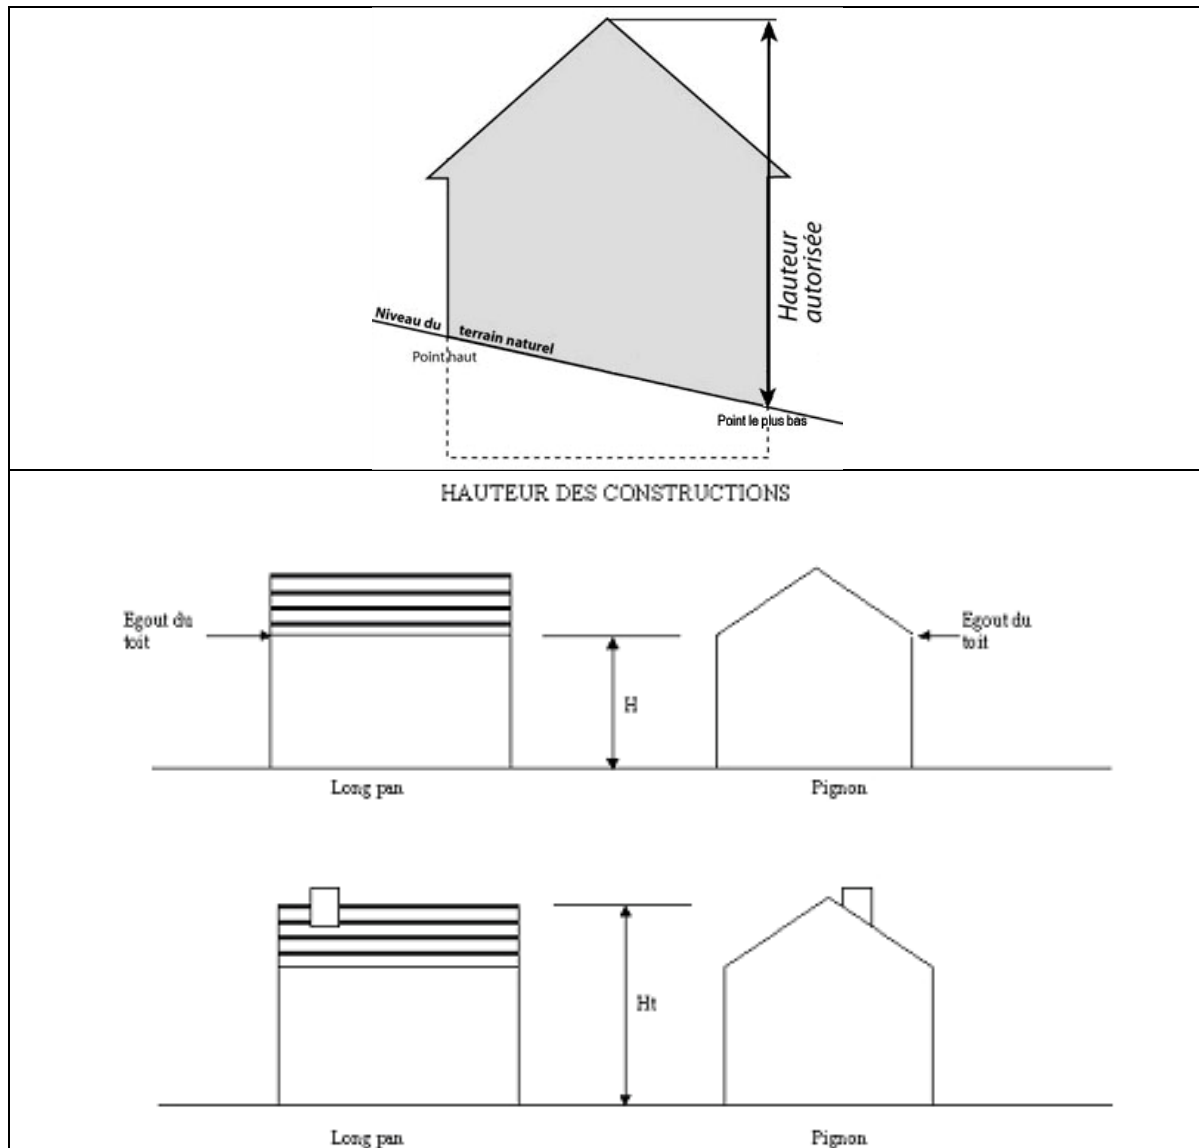 Hauteur
autorisée
Niveau du terrain naturel
Point haut
Point le plus bas
HAUTEUR DES CONSTRUCTIONS
Egout du
toit
Egout du
toit
H
Long pan
Pignon
Ht
Long pan
Pignon